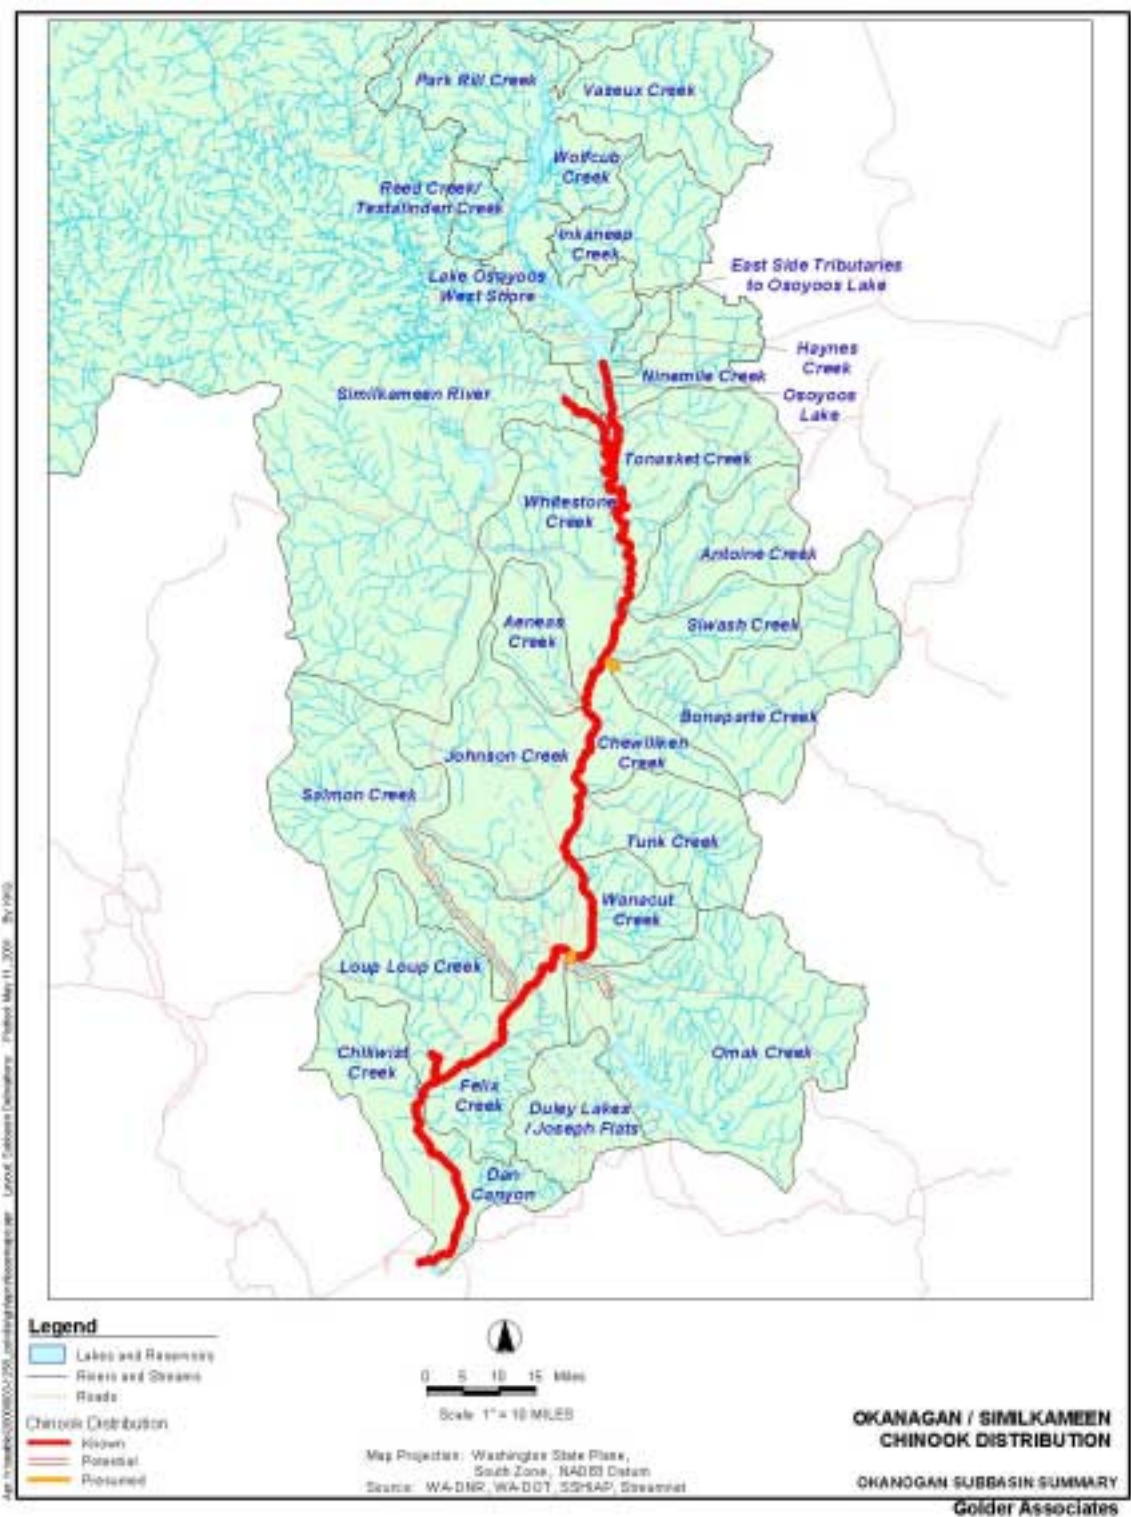 Park Rill Creek
Vaseux Creek
Wolfcub
Creek
Reed Creek/
Testalinden Creek
Inkaneep
Creek
Lake Osoyoos
West Shore
East Side Tributaries
to Osoyoos Lake
Haynes
Creek
Ninemile Creek
Osoyoos
Lake
Similkameen River
Tonasket Creek
Whitestone
Creek
Antoine Creek
Aeneas
Creek
Siwash Creek
Bonaparte Creek
Chewiliken
Creek
Johnson Creek
Salmon Creek
Tunk Creek
Wanacut
Creek
Loup Loup Creek
Chiliwist
Creek
Omak Creek
Felix
Creek
Duley Lakes
/ Joseph Flats
Dan
Canyon
Legend
Lakes and Reservoirs
Rivers and Streams
Roads
Chinook Distribution
Known
Potential
Presumed
0 5 10 15 Miles
Scale 1" = 10 MILES
Map Projection: Washington State Plane,
South Zone, NAD83 Datum
Source: WA-DNR, WA-DOT, SSHIAP, Streamnet
OKANAGAN / SIMILKAMEEN
CHINOOK DISTRIBUTION
OKANOGAN SUBBASIN SUMMARY
Golder Associates